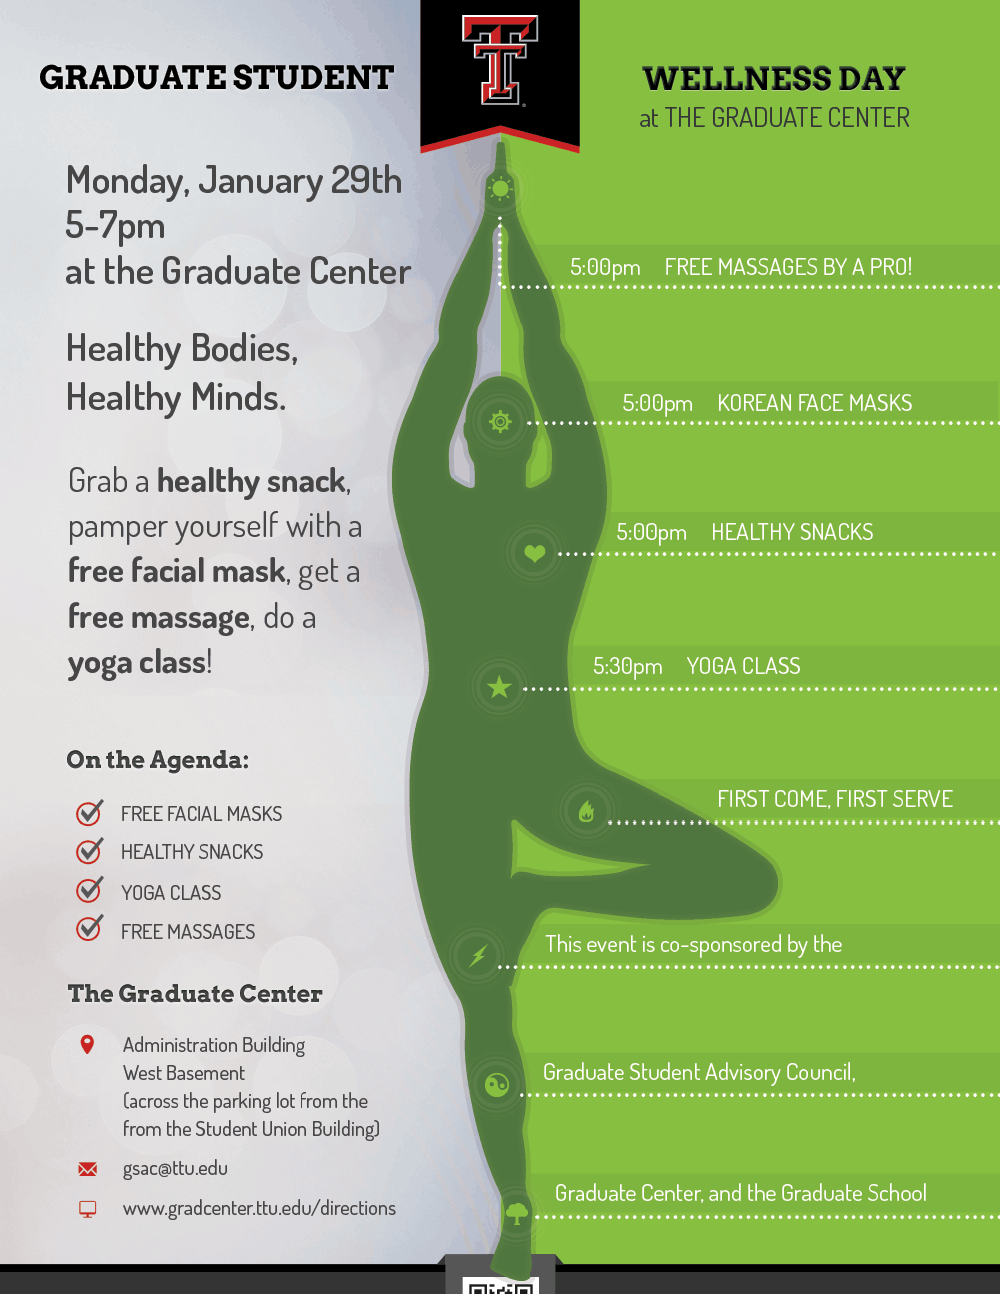 GRADUATE STUDENT
WELLNESS DAY
at THE GRADUATE CENTER
Monday, January 29th
5-7pm
at the Graduate Center
Healthy Bodies,
Healthy Minds.
Grab a healthy snack,
pamper yourself with a
free facial mask, get a
free massage, do a
yoga class!
On the Agenda:
FREE FACIAL MASKS
HEALTHY SNACKS
YOGA CLASS
FREE MASSAGES
The Graduate Center
Administration Building
West Basement
(across the parking lot from the
from the Student Union Building)
gsac@ttu.edu
www.gradcenter.ttu.edu/directions
5:00pm FREE MASSAGES BY A PRO!
5:00pm KOREAN FACE MASKS
5:00pm HEALTHY SNACKS
5:30pm YOGA CLASS
FIRST COME, FIRST SERVE
This event is co-sponsored by the
Graduate Student Advisory Council,
Graduate Center, and the Graduate School